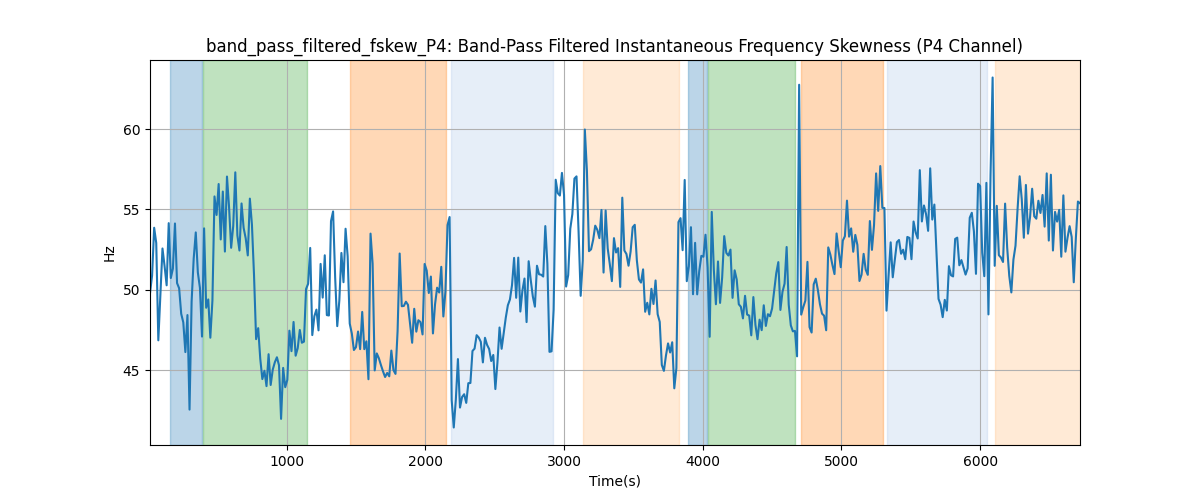 band_pass_filtered_fskew_P4: Band-Pass Filtered Instantaneous Frequency Skewness (P4 Channel)
60
55
50
45
Hz
1000 2000 3000 4000 5000 6000
Time(s)